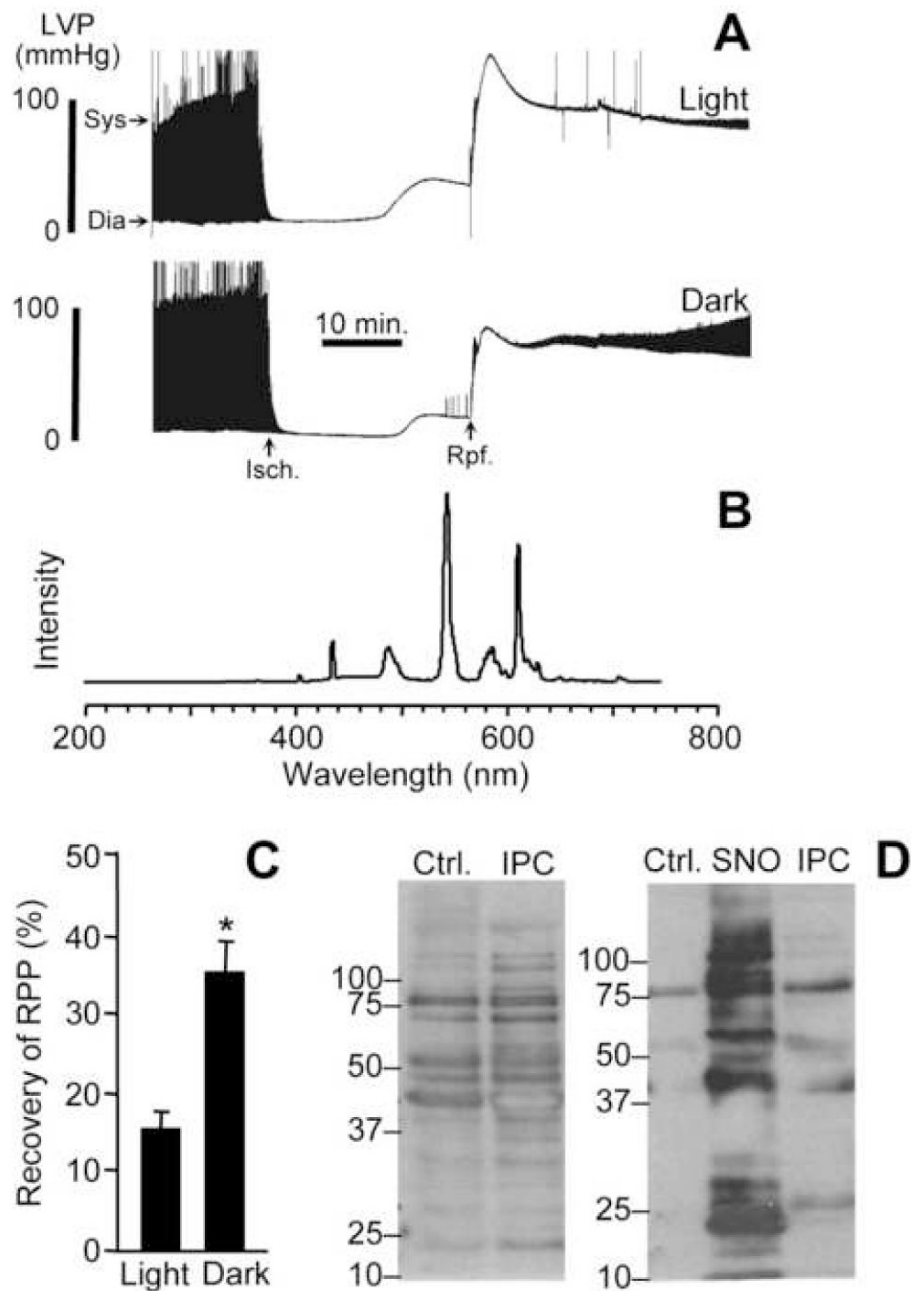 LVP
(mmHg)
A
100
Sys
Light
Dia
0
100
Dark
10 min.
0
Isch.
Rpf.
B
Intensity
200 400 600 800
Wavelength (nm)
C
Recovery of RPP (%)
50
40
30
20
10
0
*
Light Dark
Ctrl. IPC
100
75
50
37
25
10
Ctrl. SNO IPC
D
100
75
50
37
25
10